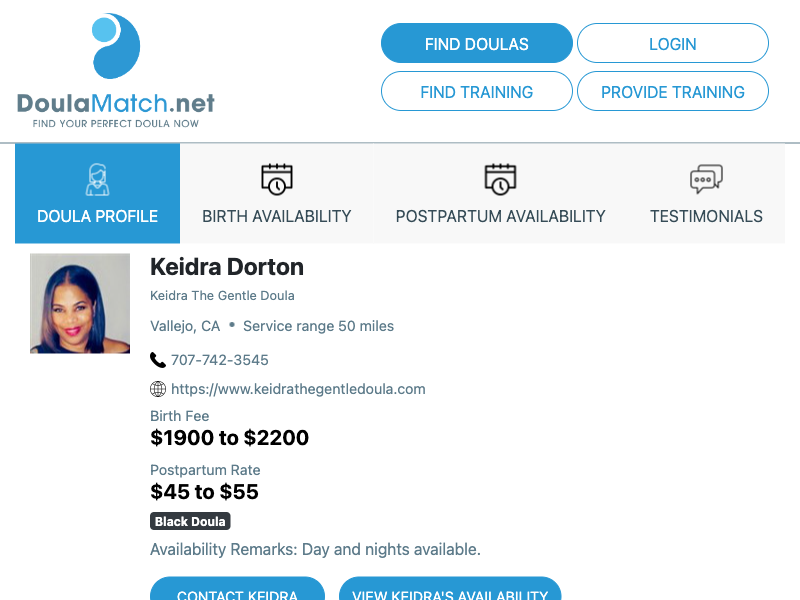 DoulaMatch.net
FIND YOUR PERFECT DOULA NOW
FIND DOULAS
LOGIN
FIND TRAINING
PROVIDE TRAINING
DOULA PROFILE
BIRTH AVAILABILITY
POSTPARTUM AVAILABILITY
TESTIMONIALS
Keidra Dorton
Keidra The Gentle Doula
Vallejo, CA • Service range 50 miles
707-742-3545
https://www.keidrathegentledoula.com
Birth Fee
$1900 to $2200
Postpartum Rate
$45 to $55
Black Doula
Availability Remarks: Day and nights available.
CONTACT KEIDRA
VIEW KEIDRA'S AVAILABILITY